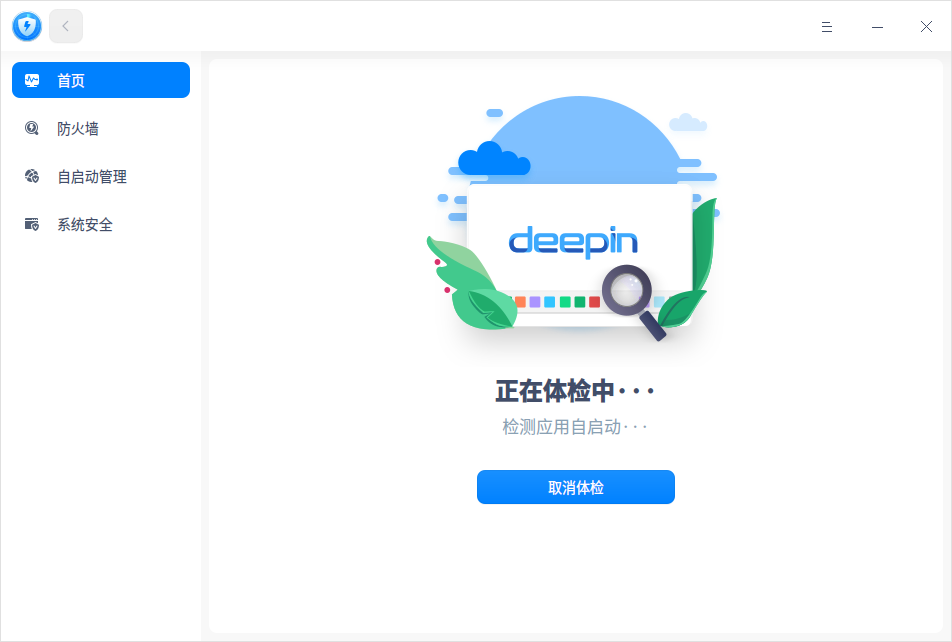 首页
防火墙
自启动管理
系统安全
deepin
正在体检中···
检测应用自启动···
取消体检